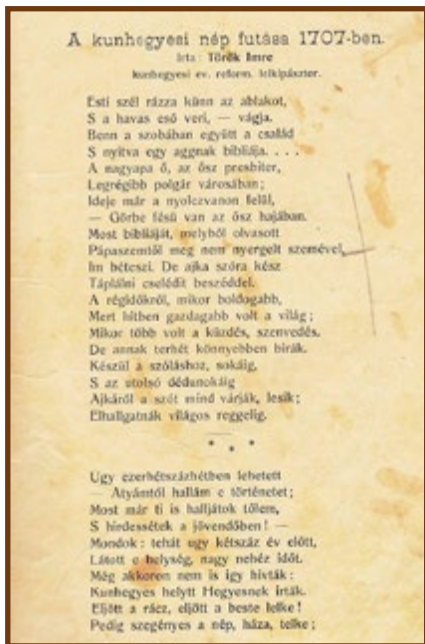 A kunhegyesi nép futása 1707-ben.
Irta: Török Imre
kunhegyesi ev. reform. lelkipásztor.
Esti szél rázza künn az ablakot,
S a havas eső veri, — vágja.
Benn a szobában együtt a család
S nyitva egy aggnak bibliája. . . .
A nagyapa ő, az ősz presbiter,
Legrégibb polgár városában;
Ideje már a nyolczvanon felül,
— Görbe fésü van az ősz hajában.
Most bibliáját, melyből olvasott
Pápaszemtől meg nem nyergelt szemével,
Im béteszi. De ajka szóra kész
Táplálni cselédit beszéddel.
A régidőkről, mikor boldogabb,
Mert hitben gazdagabb volt a világ;
Mikor több volt a küzdés, szenvedés.
De annak terhét könnyebben birák.
Készül a szóláshoz, sokáig,
S az utolsó dédunokáig
Ajkáról a szót mind várják, lesik;
Elhallgatnák világos reggelig.
* * *
Ugy ezerhétszázhétben lehetett
— Atyámtól hallám e történetet;
Most már ti is halljátok tőlem,
S hirdessétek a jövendőben! —
Mondok: tehát ugy kétszáz év előtt,
Látott e helység, nagy nehéz időt.
Még akkoron nem is igy hivták:
Kunhegyes helytt Hegyesnek irták.
Eljött a rácz, eljött a beste lelke!
Pedig szegényes a nép, háza, telke;